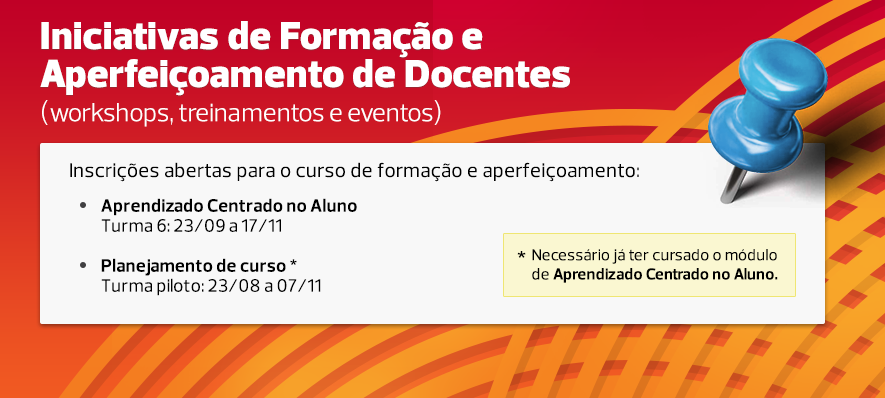 Iniciativas de Formação e
Aperfeiçoamento de Docentes
(workshops, treinamentos e eventos)
Inscrições abertas para o curso de formação e aperfeiçoamento:
• Aprendizado Centrado no Aluno
Turma 6: 23/09 a 17/11
• Planejamento de curso *
Turma piloto: 23/08 a 07/11
* Necessário já ter cursado o módulo
de Aprendizado Centrado no Aluno.